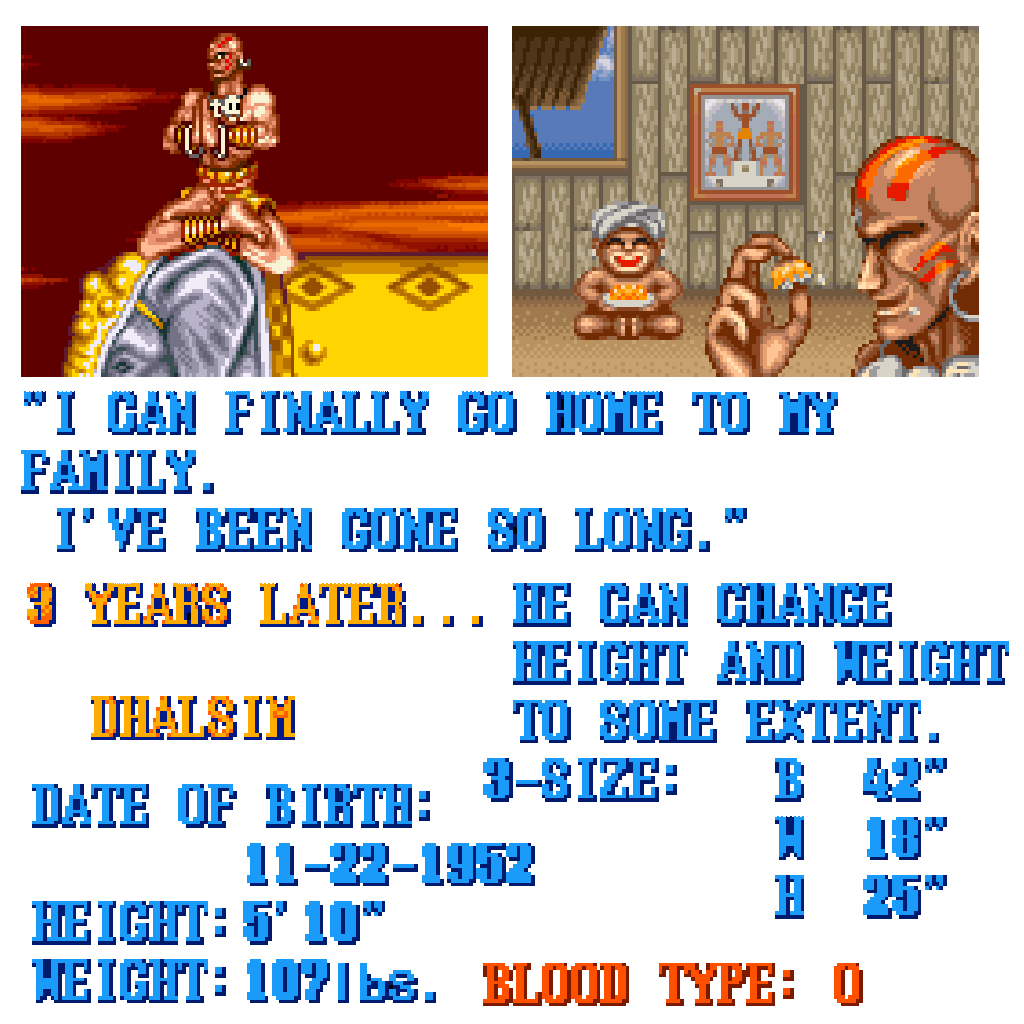 "I CAN FINALLY GO HOME TO MY
FAMILY.
I'VE BEEN GONE SO LONG."
3 YEARS LATER...
DHALSIM
DATE OF BIRTH:
11-22-1952
HEIGHT:5'10"
WEIGHT:107lbs.
HE CAN CHANGE
HEIGHT AND WEIGHT
TO SOME EXTENT.
3-SIZE: B 42"
W 18"
H 25"
BLOOD TYPE: O